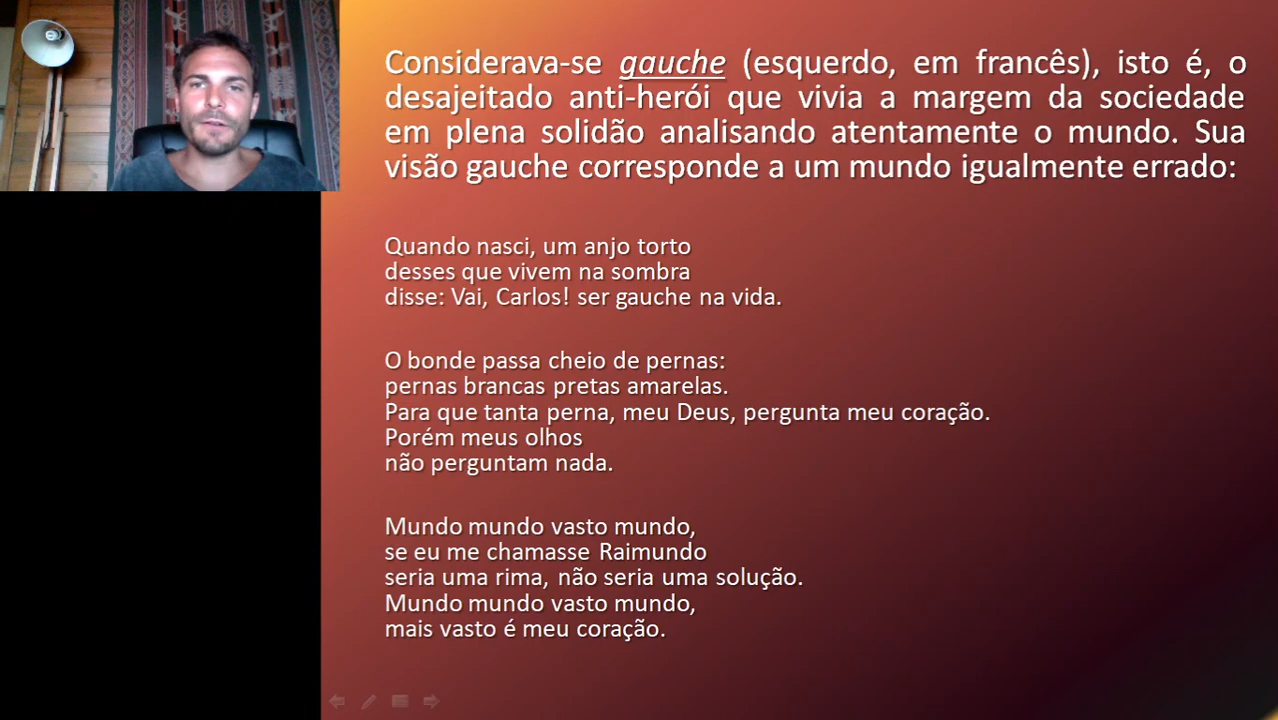 Considerava-se gauche (esquerdo, em francês), isto é, o
desajeitado anti-herói que vivia a margem da sociedade
em plena solidão analisando atentamente o mundo. Sua
visão gauche corresponde a um mundo igualmente errado:
Quando nasci, um anjo torto
desses que vivem na sombra
disse: Vai, Carlos! ser gauche na vida.
O bonde passa cheio de pernas:
pernas brancas pretas amarelas.
Para que tanta perna, meu Deus, pergunta meu coração.
Porém meus olhos
não perguntam nada.
Mundo mundo vasto mundo,
se eu me chamasse Raimundo
seria uma rima, não seria uma solução.
Mundo mundo vasto mundo,
mais vasto é meu coração.